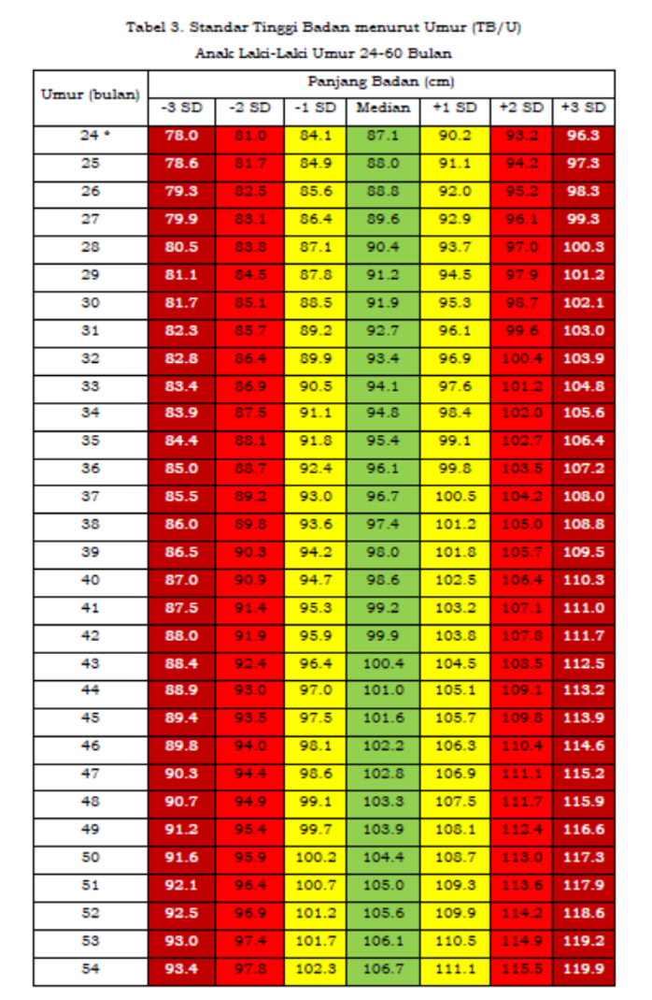 Tabel 3. Standar Tinggi Badan menurut Umur (TB/U)
Anak Laki-Laki Umur 24-60 Bulan
Umur (bulan) Panjang Badan (cm)
-3 SD -2 SD -1 SD Median +1 SD +2 SD +3 SD
24 * 78.0 81.0 84.1 87.1 90.2 93.2 96.3
25 78.6 81.7 84.9 88.0 91.1 94.2 97.3
26 79.3 82.5 85.6 88.8 92.0 95.2 98.3
27 79.9 83.1 86.4 89.6 92.9 96.1 99.3
28 80.5 83.8 87.1 90.4 93.7 97.0 100.3
29 81.1 84.5 87.8 91.2 94.5 97.9 101.2
30 81.7 85.1 88.5 91.9 95.3 98.7 102.1
31 82.3 85.7 89.2 92.7 96.1 99.6 103.0
32 82.8 86.4 89.9 93.4 96.9 100.4 103.9
33 83.4 86.9 90.5 94.1 97.6 101.2 104.8
34 83.9 87.5 91.1 94.8 98.4 102.0 105.6
35 84.4 88.1 91.8 95.4 99.1 102.7 106.4
36 85.0 88.7 92.4 96.1 99.8 103.5 107.2
37 85.5 89.2 93.0 96.7 100.5 104.2 108.0
38 86.0 89.8 93.6 97.4 101.2 105.0 108.8
39 86.5 90.3 94.2 98.0 101.8 105.7 109.5
40 87.0 90.9 94.7 98.6 102.5 106.4 110.3
41 87.5 91.4 95.3 99.2 103.2 107.1 111.0
42 88.0 91.9 95.9 99.9 103.8 107.8 111.7
43 88.4 92.4 96.4 100.4 104.5 108.5 112.5
44 88.9 93.0 97.0 101.0 105.1 109.1 113.2
45 89.4 93.5 97.5 101.6 105.7 109.8 113.9
46 89.8 94.0 98.1 102.2 106.3 110.4 114.6
47 90.3 94.4 98.6 102.8 106.9 111.1 115.2
48 90.7 94.9 99.1 103.3 107.5 111.7 115.9
49 91.2 95.4 99.7 103.9 108.1 112.4 116.6
50 91.6 95.9 100.2 104.4 108.7 113.0 117.3
51 92.1 96.4 100.7 105.0 109.3 113.6 117.9
52 92.5 96.9 101.2 105.6 109.9 114.2 118.6
53 93.0 97.4 101.7 106.1 110.5 114.9 119.2
54 93.4 97.8 102.3 106.7 111.1 115.5 119.9